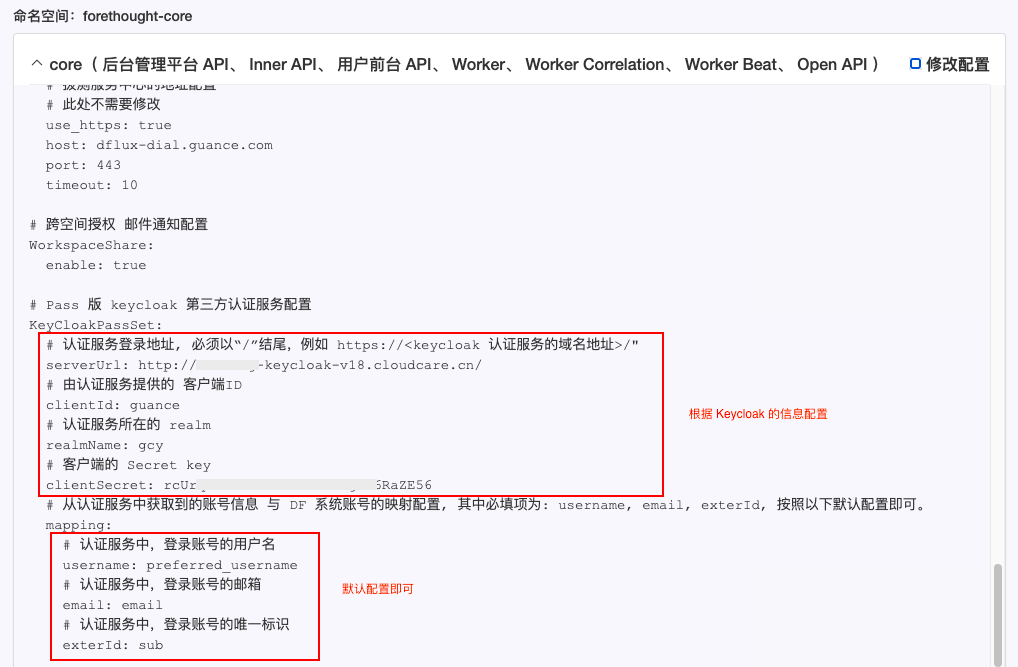 命名空间：forethought-core
core（ 后台管理平台 API、 Inner API、 用户前台 API、 Worker、 Worker Correlation、 Worker Beat、 Open API ）
修改配置
# 拨测服务中心的地址配置
# 此处不需要修改
use_https: true
host: dflux-dial.guance.com
port: 443
timeout: 10
# 跨空间授权 邮件通知配置
WorkspaceShare:
enable: true
# Pass 版 keycloak 第三方认证服务配置
KeyCloakPassSet:
# 认证服务登录地址, 必须以“/”结尾，例如 https://<keycloak 认证服务的域名地址>/"
serverUrl: http://-keycloak-v18.cloudcare.cn/
# 由认证服务提供的 客户端ID
clientId: guance
# 认证服务所在的 realm
realmName: gcy
根据 Keycloak 的信息配置
# 客户端的 Secret key
clientSecret: rcUr 6RaZE56
# 从认证服务中获取到的账号信息 与 DF 系统账号的映射配置, 其中必填项为: username, email, exterId, 按照以下默认配置即可。
mapping:
# 认证服务中，登录账号的用户名
username: preferred_username
# 认证服务中，登录账号的邮箱
email: email
默认配置即可
# 认证服务中，登录账号的唯一标识
exterId: sub